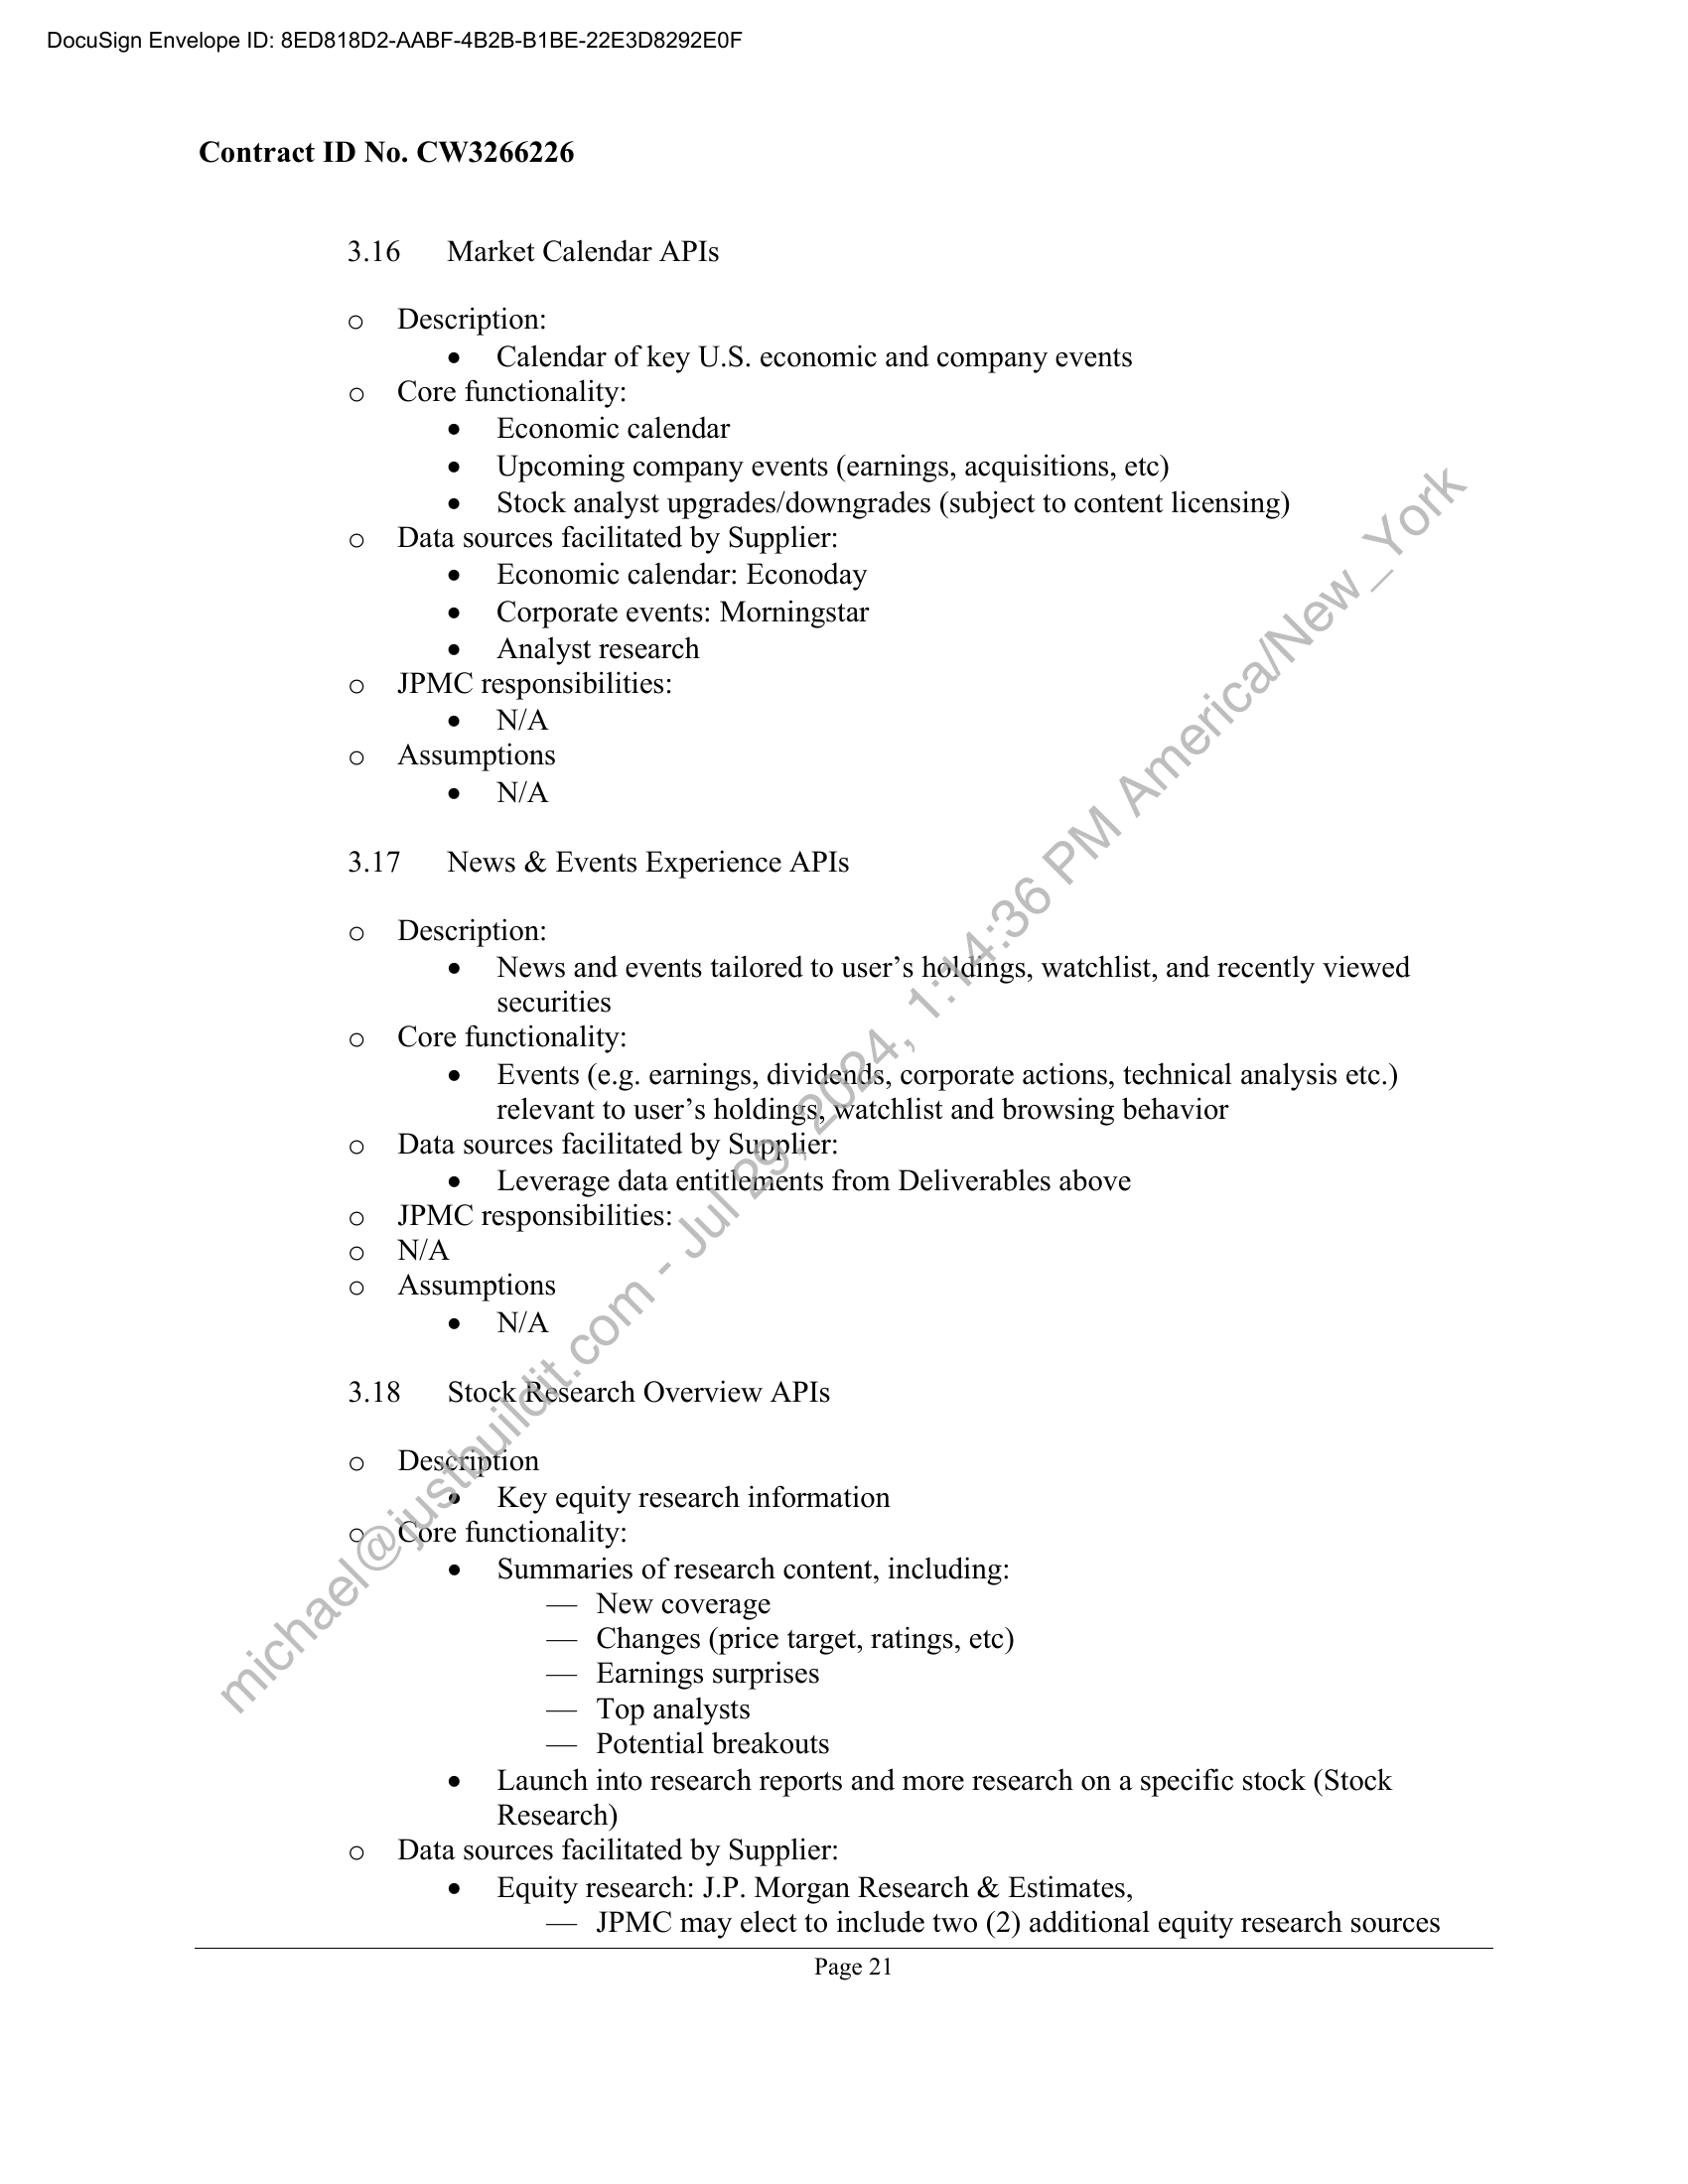 DocuSign Envelope ID: 8ED818D2-AABF-4B2B-B1BE-22E3D8292E0F
Contract ID No. CW3266226
3.16 Market Calendar APIs
o Description:
• Calendar of key U.S. economic and company events
o Core functionality:
• Economic calendar
• Upcoming company events (earnings, acquisitions, etc)
• Stock analyst upgrades/downgrades (subject to content licensing)
o Data sources facilitated by Supplier:
• Economic calendar: Econoday
• Corporate events: Morningstar
• Analyst research
o JPMC responsibilities:
• N/A
o Assumptions
• N/A
3.17 News & Events Experience APIs
o Description:
• News and events tailored to user’s holdings, watchlist, and recently viewed
securities
o Core functionality:
• Events (e.g. earnings, dividends, corporate actions, technical analysis etc.)
relevant to user’s holdings, watchlist and browsing behavior
o Data sources facilitated by Supplier:
• Leverage data entitlements from Deliverables above
o JPMC responsibilities:
o N/A
o Assumptions
• N/A
3.18 Stock Research Overview APIs
o Description
• Key equity research information
o Core functionality:
• Summaries of research content, including:
— New coverage
— Changes (price target, ratings, etc)
— Earnings surprises
— Top analysts
— Potential breakouts
• Launch into research reports and more research on a specific stock (Stock
Research)
o Data sources facilitated by Supplier:
• Equity research: J.P. Morgan Research & Estimates,
— JPMC may elect to include two (2) additional equity research sources
Page 21
michael@justbuildit.com - Jul 29, 2024, 1:14:36 PM America/New_York